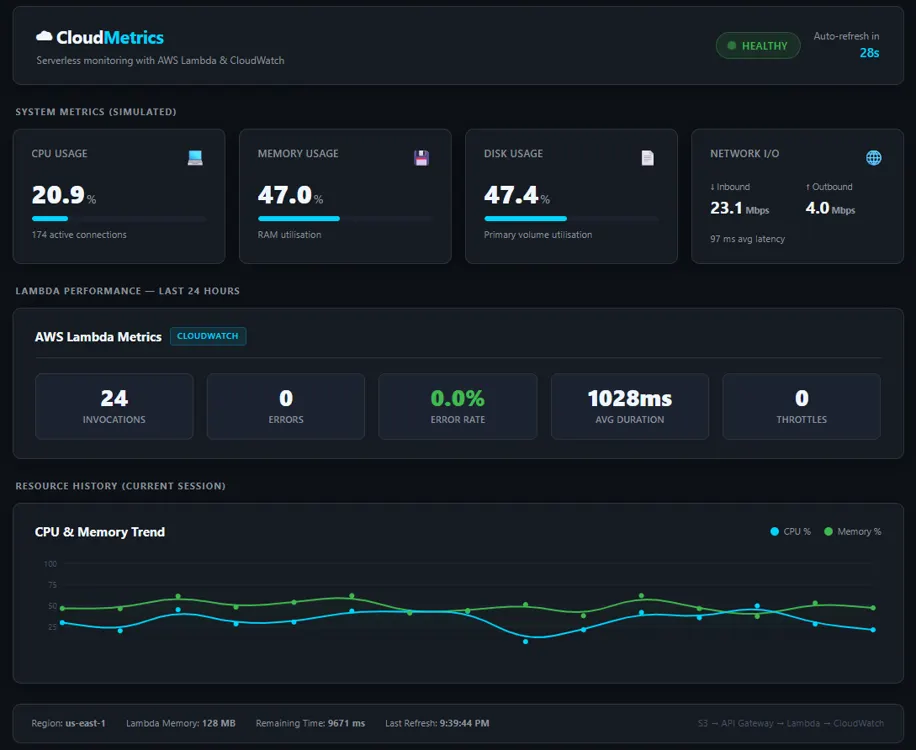 CloudMetrics
Serverless monitoring with AWS Lambda & CloudWatch
HEALTHY
Auto-refresh in
28s
SYSTEM METRICS (SIMULATED)
CPU USAGE
20.9%
174 active connections
MEMORY USAGE
47.0%
RAM utilisation
DISK USAGE
47.4%
Primary volume utilisation
NETWORK I/O
↓ Inbound
23.1 Mbps
↑ Outbound
4.0 Mbps
97 ms avg latency
LAMBDA PERFORMANCE — LAST 24 HOURS
AWS Lambda Metrics CLOUDWATCH
24
INVOCATIONS
0
ERRORS
0.0%
ERROR RATE
1028ms
AVG DURATION
0
THROTTLES
RESOURCE HISTORY (CURRENT SESSION)
CPU & Memory Trend
CPU %
Memory %
100
75
50
25
Region: us-east-1
Lambda Memory: 128 MB
Remaining Time: 9671 ms
Last Refresh: 9:39:44 PM
S3 → API Gateway → Lambda → CloudWatch